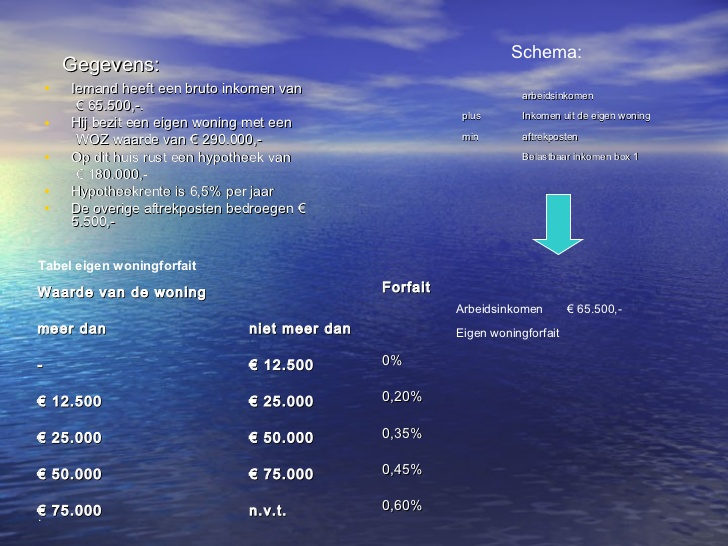 Gegevens:
Iemand heeft een bruto inkomen van
€ 65.500,-.
Hij bezit een eigen woning met een
WOZ waarde van € 290.000,-
Op dit huis rust een hypotheek van
€ 180.000,-
Hypotheekrente is 6,5% per jaar
De overige aftrekposten bedroegen €
5.500,-
Schema:
arbeidsinkomen
plus Inkomen uit de eigen woning
min aftrekposten
Belastbaar inkomen box 1
Tabel eigen woningforfait
Waarde van de woning Forfait
meer dan niet meer dan
- € 12.500 0%
€ 12.500 € 25.000 0,20%
€ 25.000 € 50.000 0,35%
€ 50.000 € 75.000 0,45%
€ 75.000 n.v.t. 0,60%
Arbeidsinkomen € 65.500,-
Eigen woningforfait